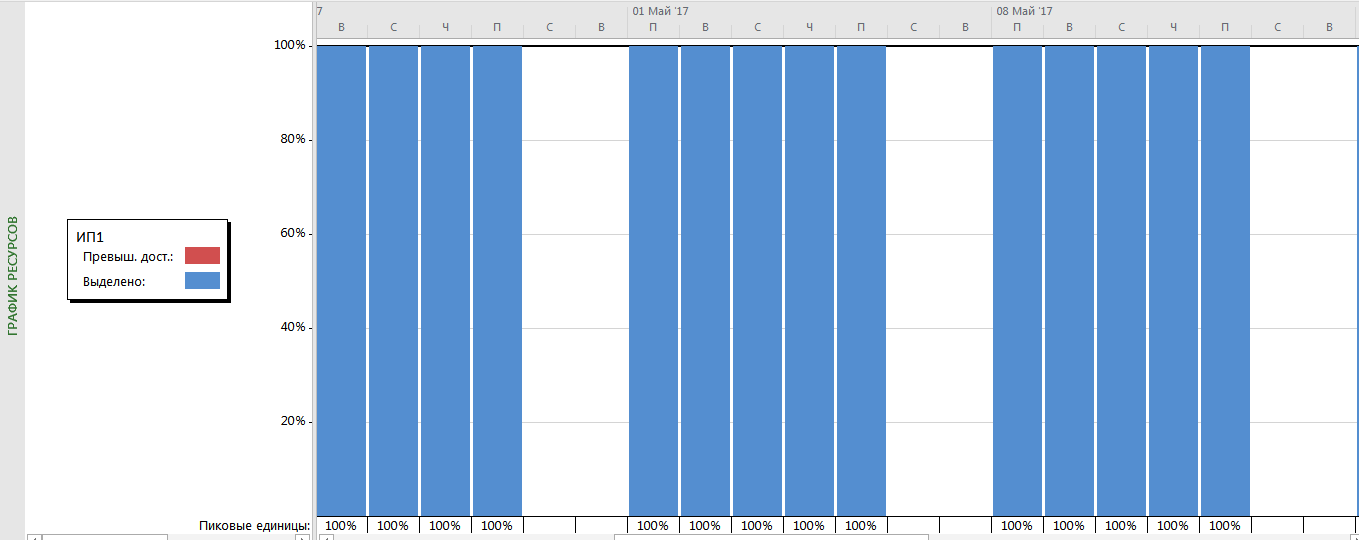 7 01 Май '17 08 Май '17
В С Ч П С В П В С Ч П С В П В С Ч П С В
100%
80%
60%
40%
20%
ГРАФИК РЕСУРСОВ
ИП1
Превыш. дост.:
Выделено:
Пиковые единицы: 100% 100% 100% 100% 100% 100% 100% 100% 100% 100% 100% 100% 100% 100%